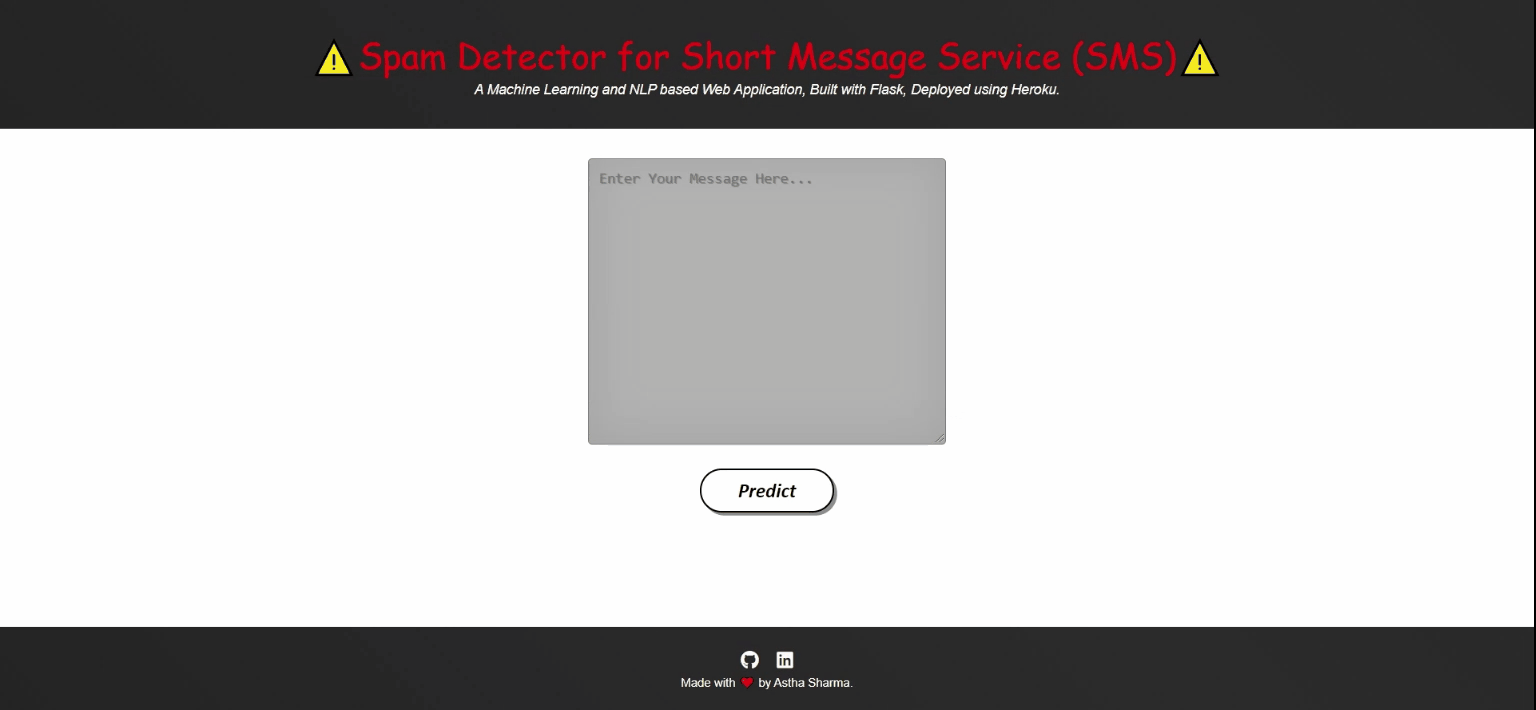 Spam Detector for Short Message Service (SMS)
A Machine Learning and NLP based Web Application, Built with Flask, Deployed using Heroku.
Enter Your Message Here...
Predict
Made with ❤ by Astha Sharma.